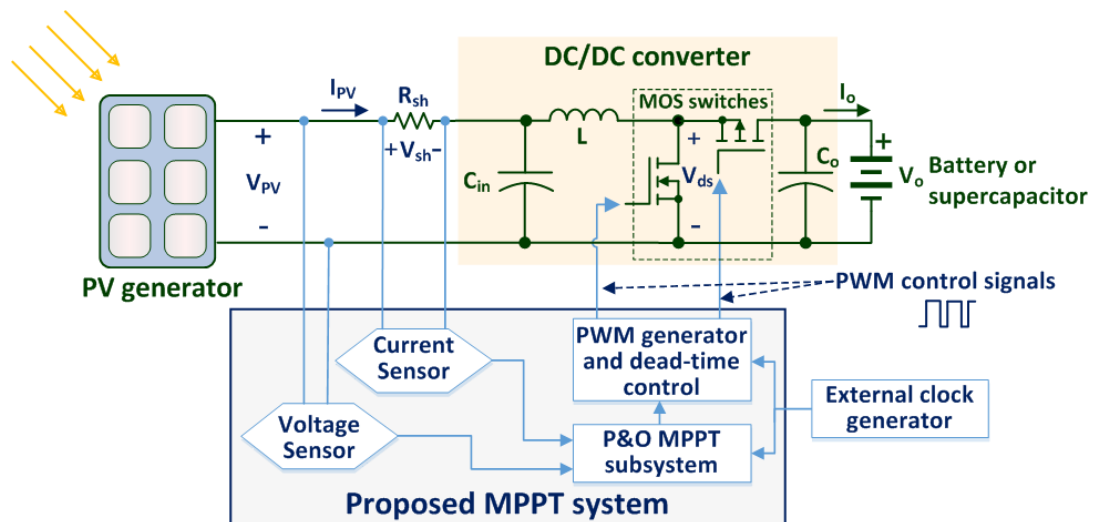 DC/DC converter
I_PV
R_sh
MOS switches
I_o
+
+V_sh-
L
+
C_o
+
V_PV
C_in
V_ds
V_o
Battery or
supercapacitor
-
-
PV generator
PWM control signals
Current
Sensor
PWM generator
and dead-time
control
External clock
generator
Voltage
Sensor
P&O MPPT
subsystem
Proposed MPPT system